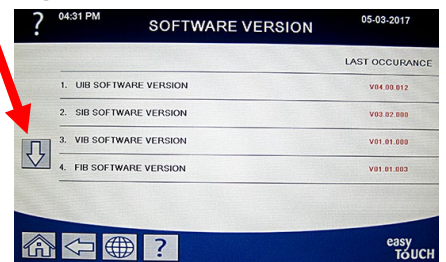 ?
04:31 PM
SOFTWARE VERSION
05-03-2017
LAST OCCURANCE
1. UIB SOFTWARE VERSION V04.00.012
2. SIB SOFTWARE VERSION V03.02.000
3. VIB SOFTWARE VERSION V01.01.000
4. FIB SOFTWARE VERSION V01.01.003
?
easy
TOUCH